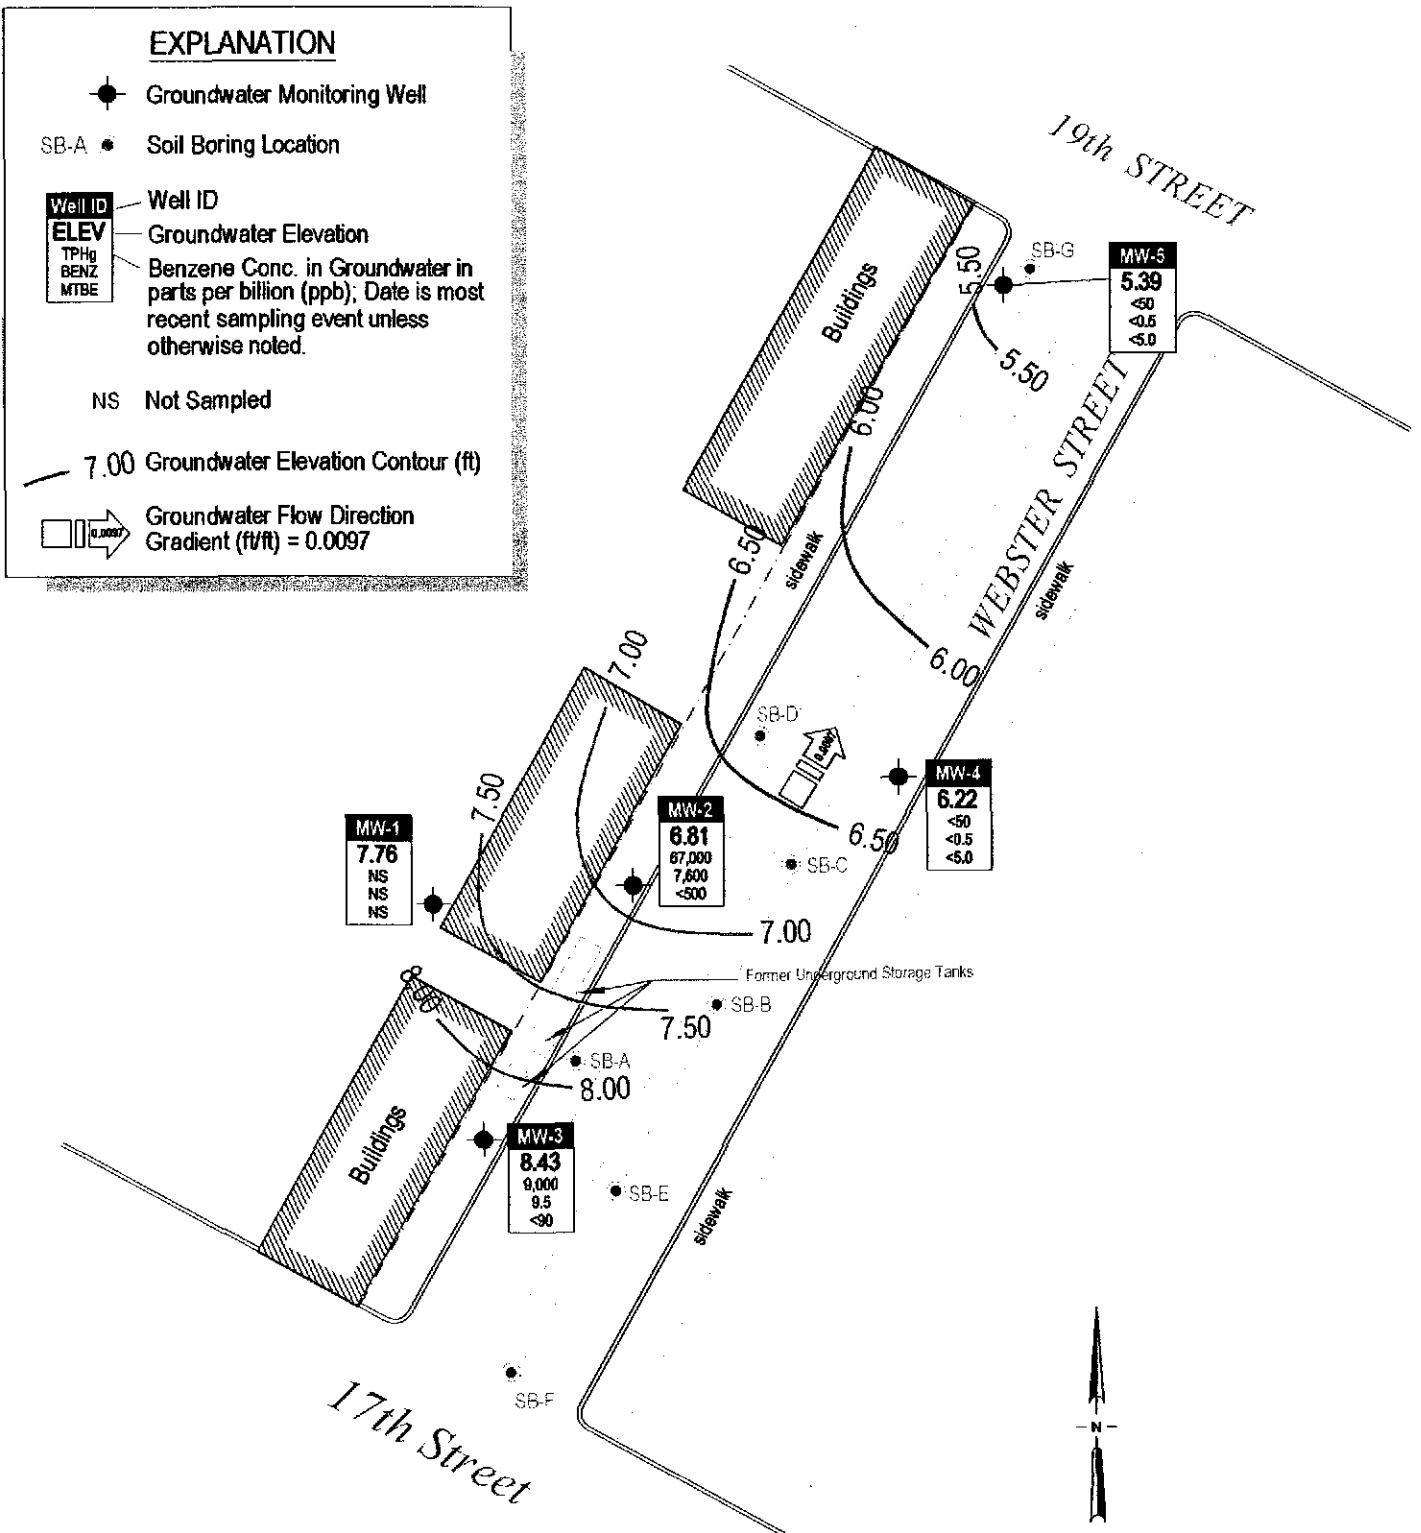 EXPLANATION
Groundwater Monitoring Well
SB-A Soil Boring Location
Well ID
ELEV
TPHg
BENZ
MTBE
Well ID
Groundwater Elevation
Benzene Conc. in Groundwater in
parts per billion (ppb); Date is most
recent sampling event unless
otherwise noted.
NS Not Sampled
7.00 Groundwater Elevation Contour (ft)
0.0097
Groundwater Flow Direction
Gradient (ft/ft) = 0.0097
19th STREET
SB-G
MW-5
5.39
<50
<0.5
<5.0
5.50
5.50
Buildings
6.00
WEBSTER STREET
6.50
sidewalk
sidewalk
6.00
7.00
SB-D
0.0097
7.50
MW-4
6.22
<50
<0.5
<5.0
MW-2
6.81
67,000
7,600
<500
MW-1
7.76
NS
NS
NS
6.50
SB-C
7.00
8.00
Former Underground Storage Tanks
SB-B
7.50
SB-A
8.00
Buildings
MW-3
8.43
9,000
9.5
<90
SB-E
sidewalk
SB-F
17th Street
N